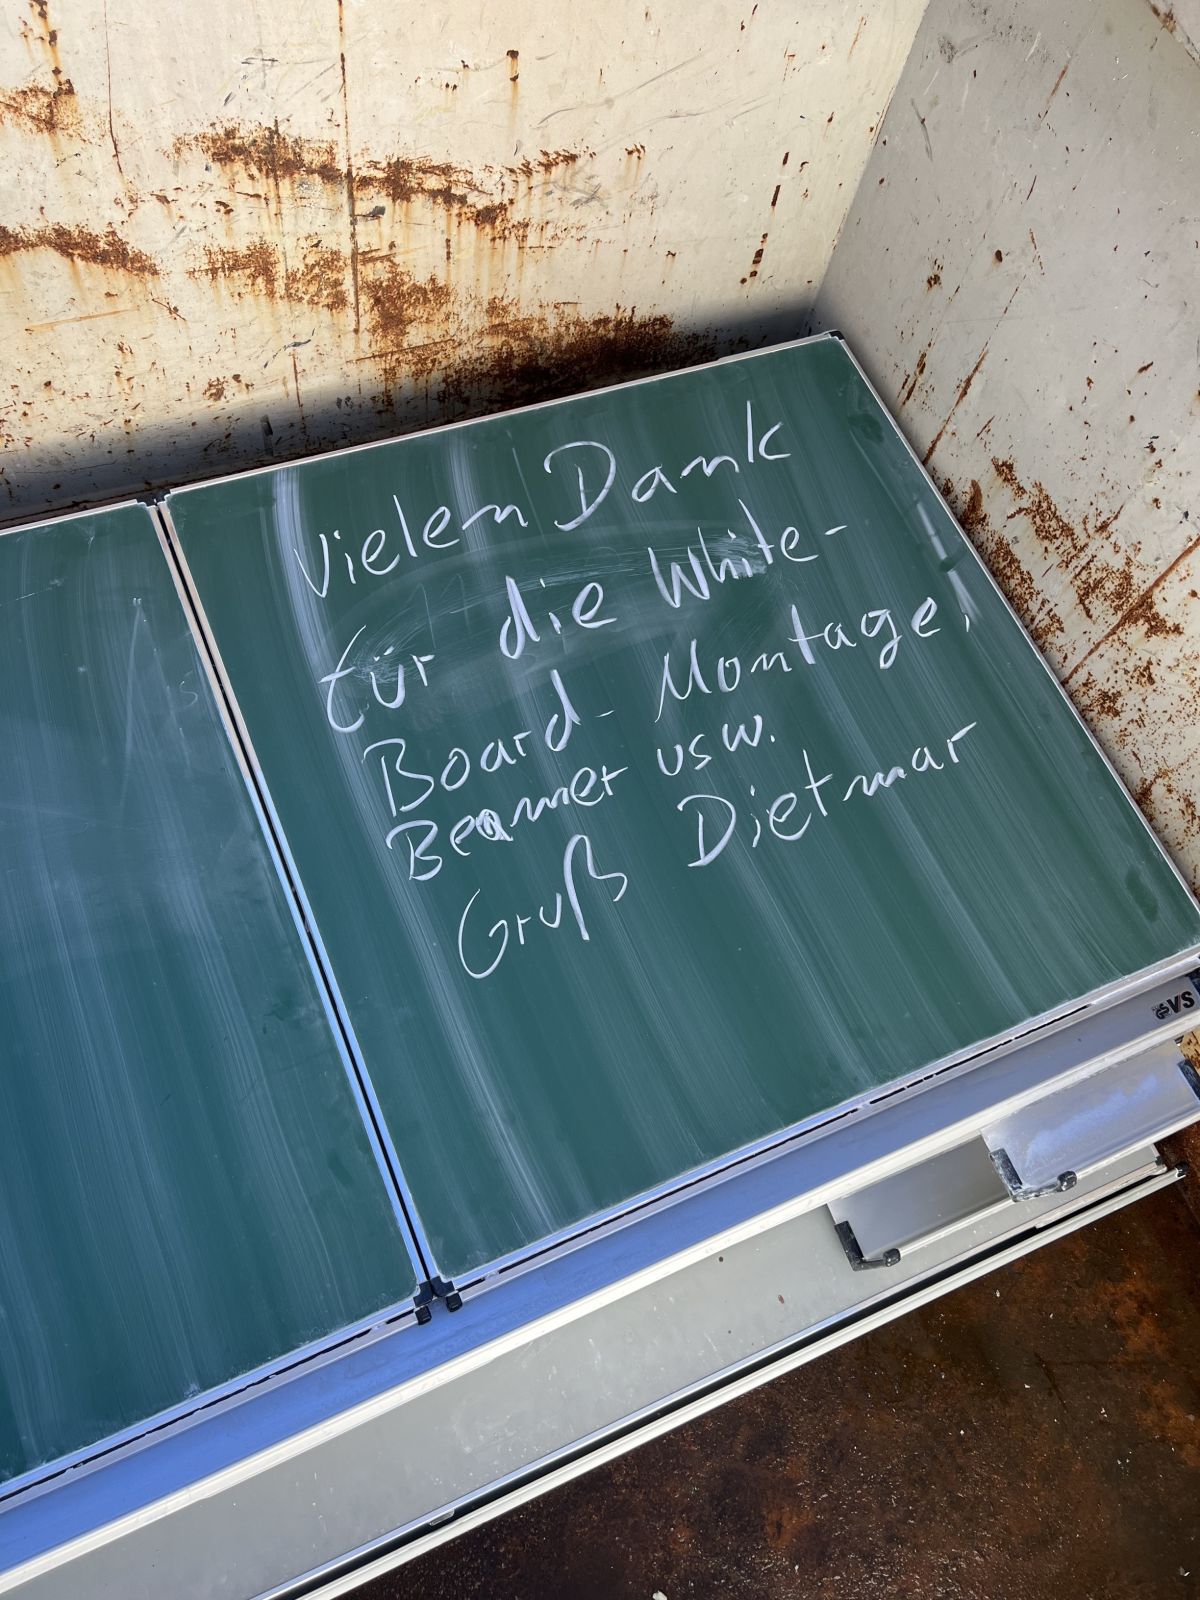 Vielen Dank
für die White-
Board- Montage,
Beamer usw.
Gruß Dietmar
VS